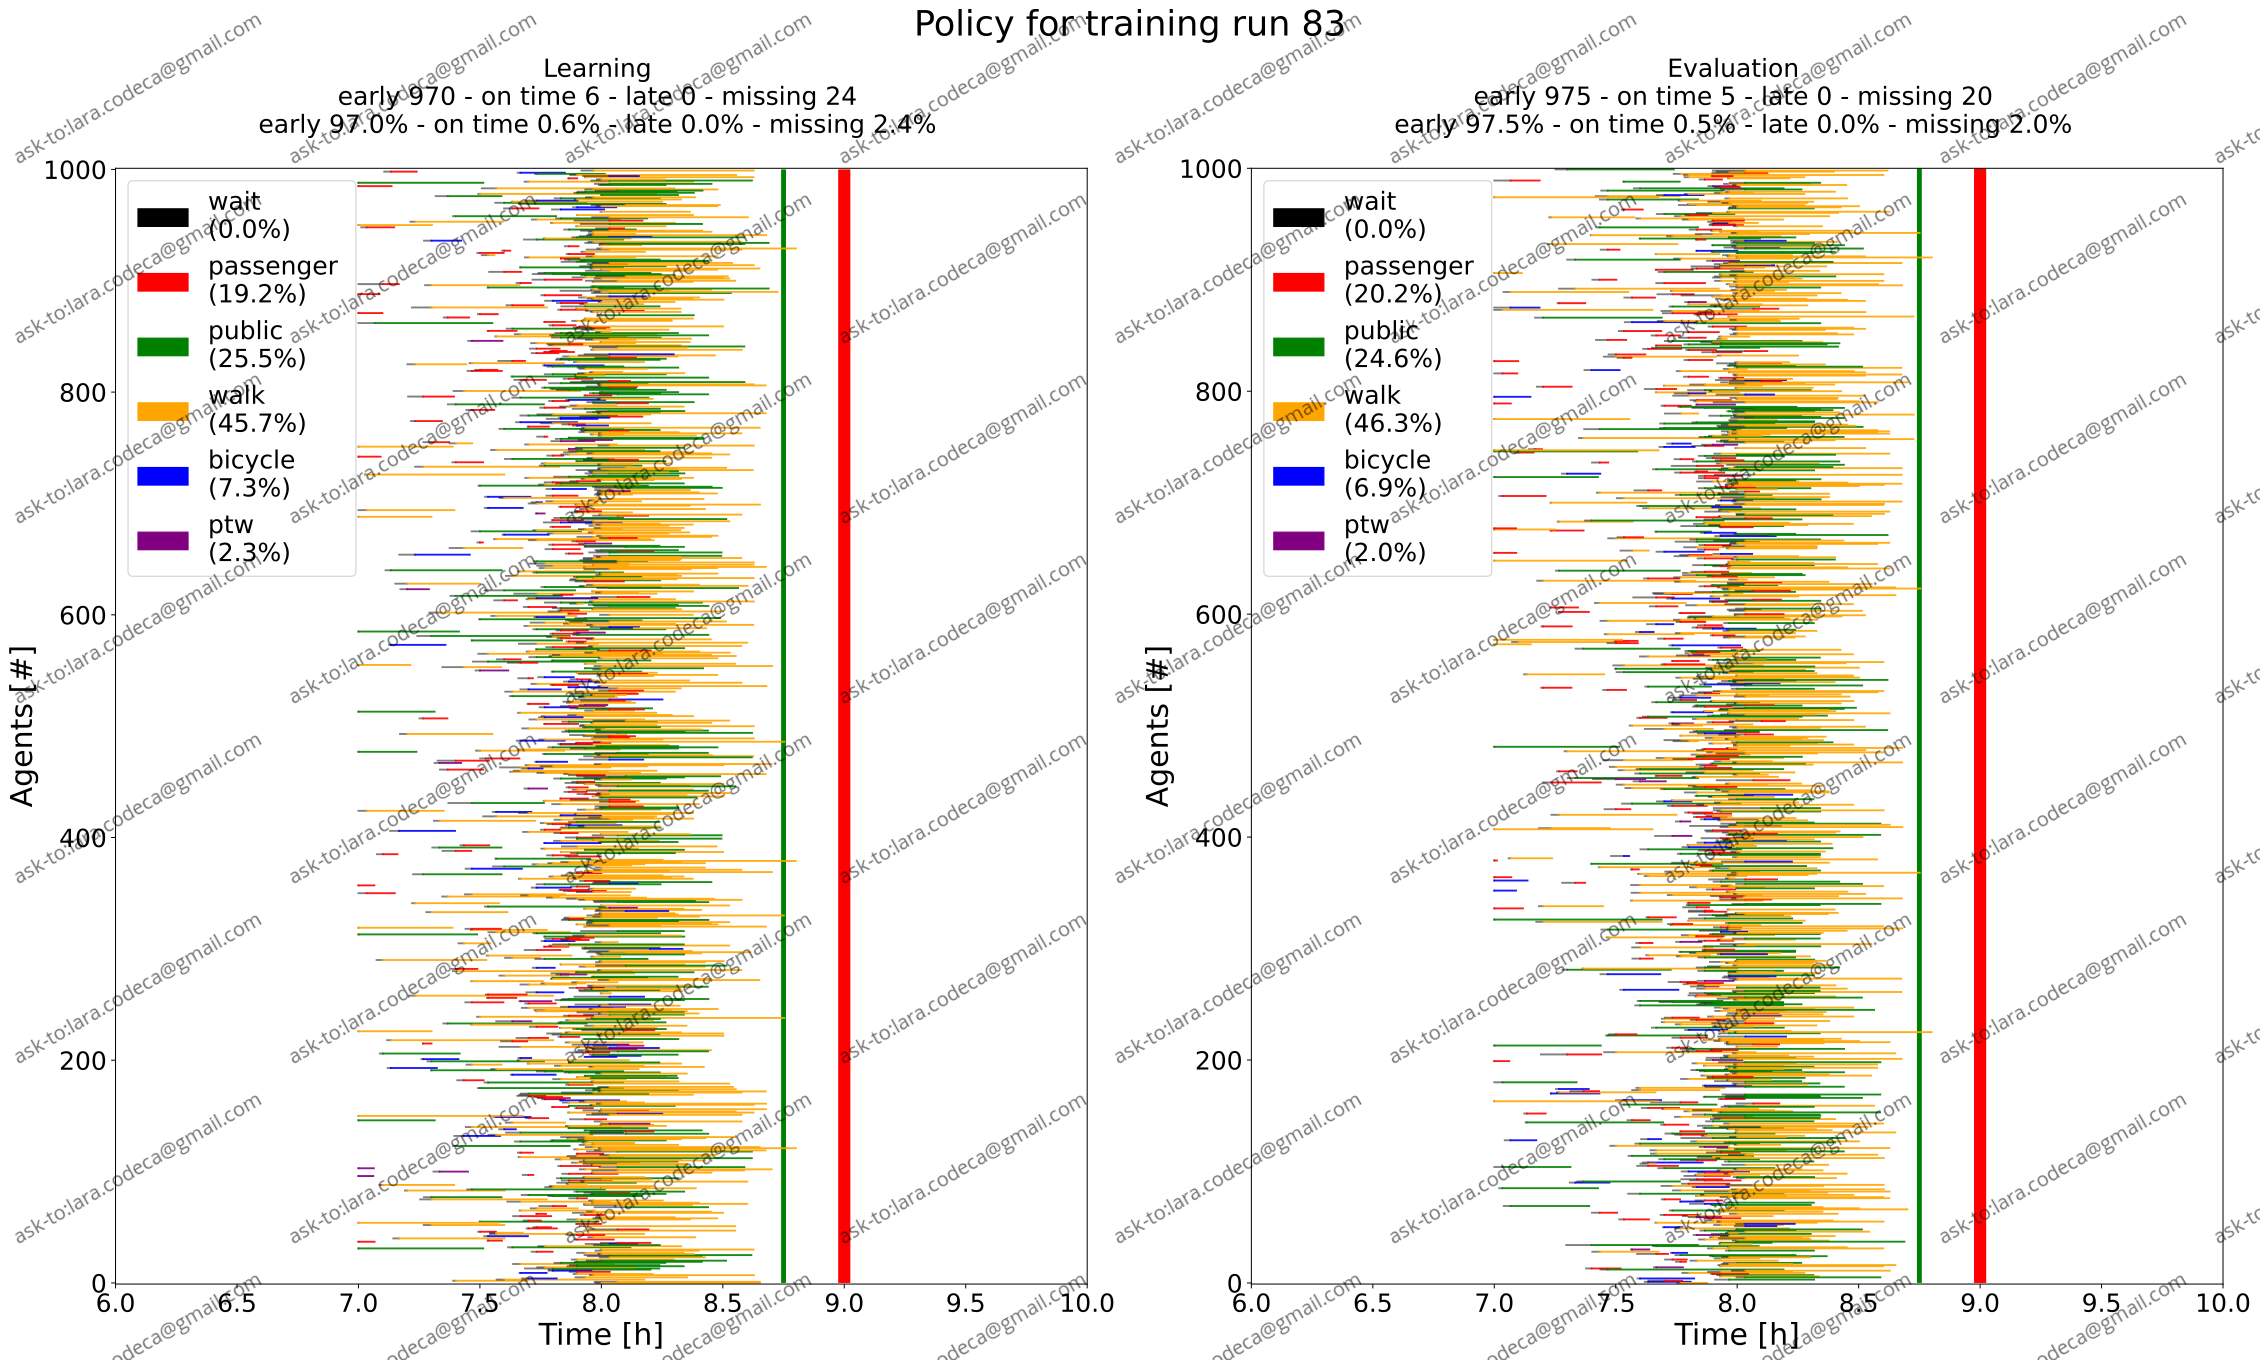 Policy for training run 83
Learning
early 970 - on time 6 - late 0 - missing 24
early 97.0% - on time 0.6% - late 0.0% - missing 2.4%
1000
800
600
400
200
0
Agents [#]
wait
(0.0%)
passenger
(19.2%)
public
(25.5%)
walk
(45.7%)
bicycle
(7.3%)
ptw
(2.3%)
6.0 6.5 7.0 7.5 8.0 8.5 9.0 9.5 10.0
Time [h]
Evaluation
early 975 - on time 5 - late 0 - missing 20
early 97.5% - on time 0.5% - late 0.0% - missing 2.0%
1000
800
600
400
200
0
Agents [#]
wait
(0.0%)
passenger
(20.2%)
public
(24.6%)
walk
(46.3%)
bicycle
(6.9%)
ptw
(2.0%)
6.0 6.5 7.0 7.5 8.0 8.5 9.0 9.5 10.0
Time [h]
ask-to:lara.codeca@gmail.com